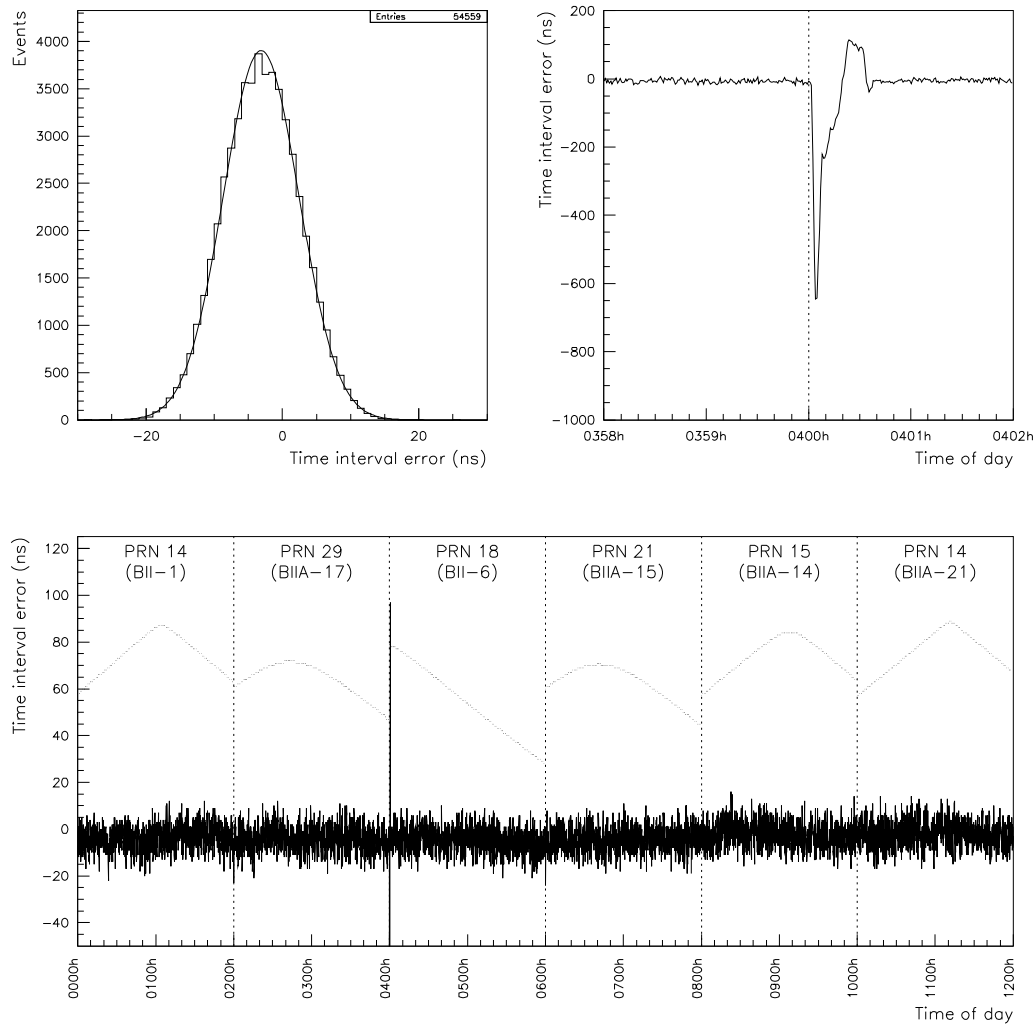 Entries 54559
Events
4000
3500
3000
2500
2000
1500
1000
500
0
−20 0 20
Time interval error (ns)
Time interval error (ns)
200
0
−200
−400
−600
−800
−1000
0358h 0359h 0400h 0401h 0402h
Time of day
Time interval error (ns)
120
100
80
60
40
20
0
−20
−40
PRN 14
(BII−1)
PRN 29
(BIIA−17)
PRN 18
(BII−6)
PRN 21
(BIIA−15)
PRN 15
(BIIA−14)
PRN 14
(BIIA−21)
0000h 0100h 0200h 0300h 0400h 0500h 0600h 0700h 0800h 0900h 1000h 1100h 1200h
Time of day